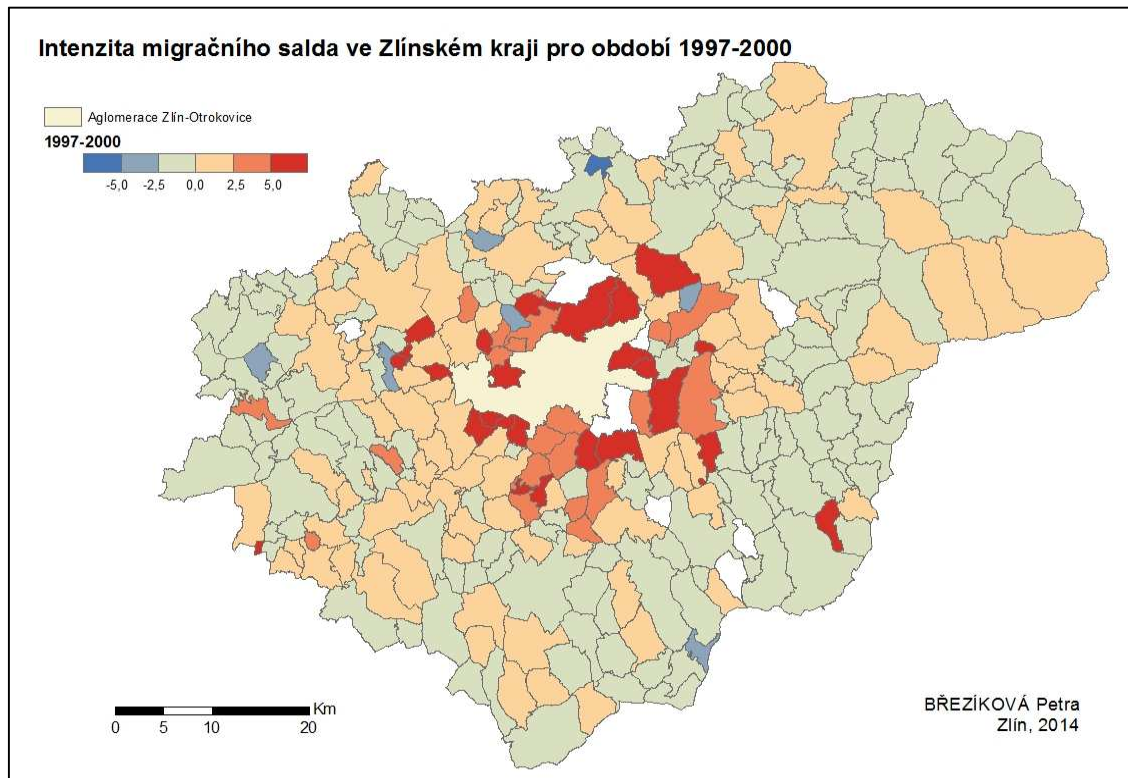 Intenzita migračního salda ve Zlínském kraji pro období 1997-2000
Aglomerace Zlín-Otrokovice
1997-2000
-5,0 -2,5 0,0 2,5 5,0
Km
0 5 10 20
BŘEZÍKOVÁ Petra
Zlín, 2014